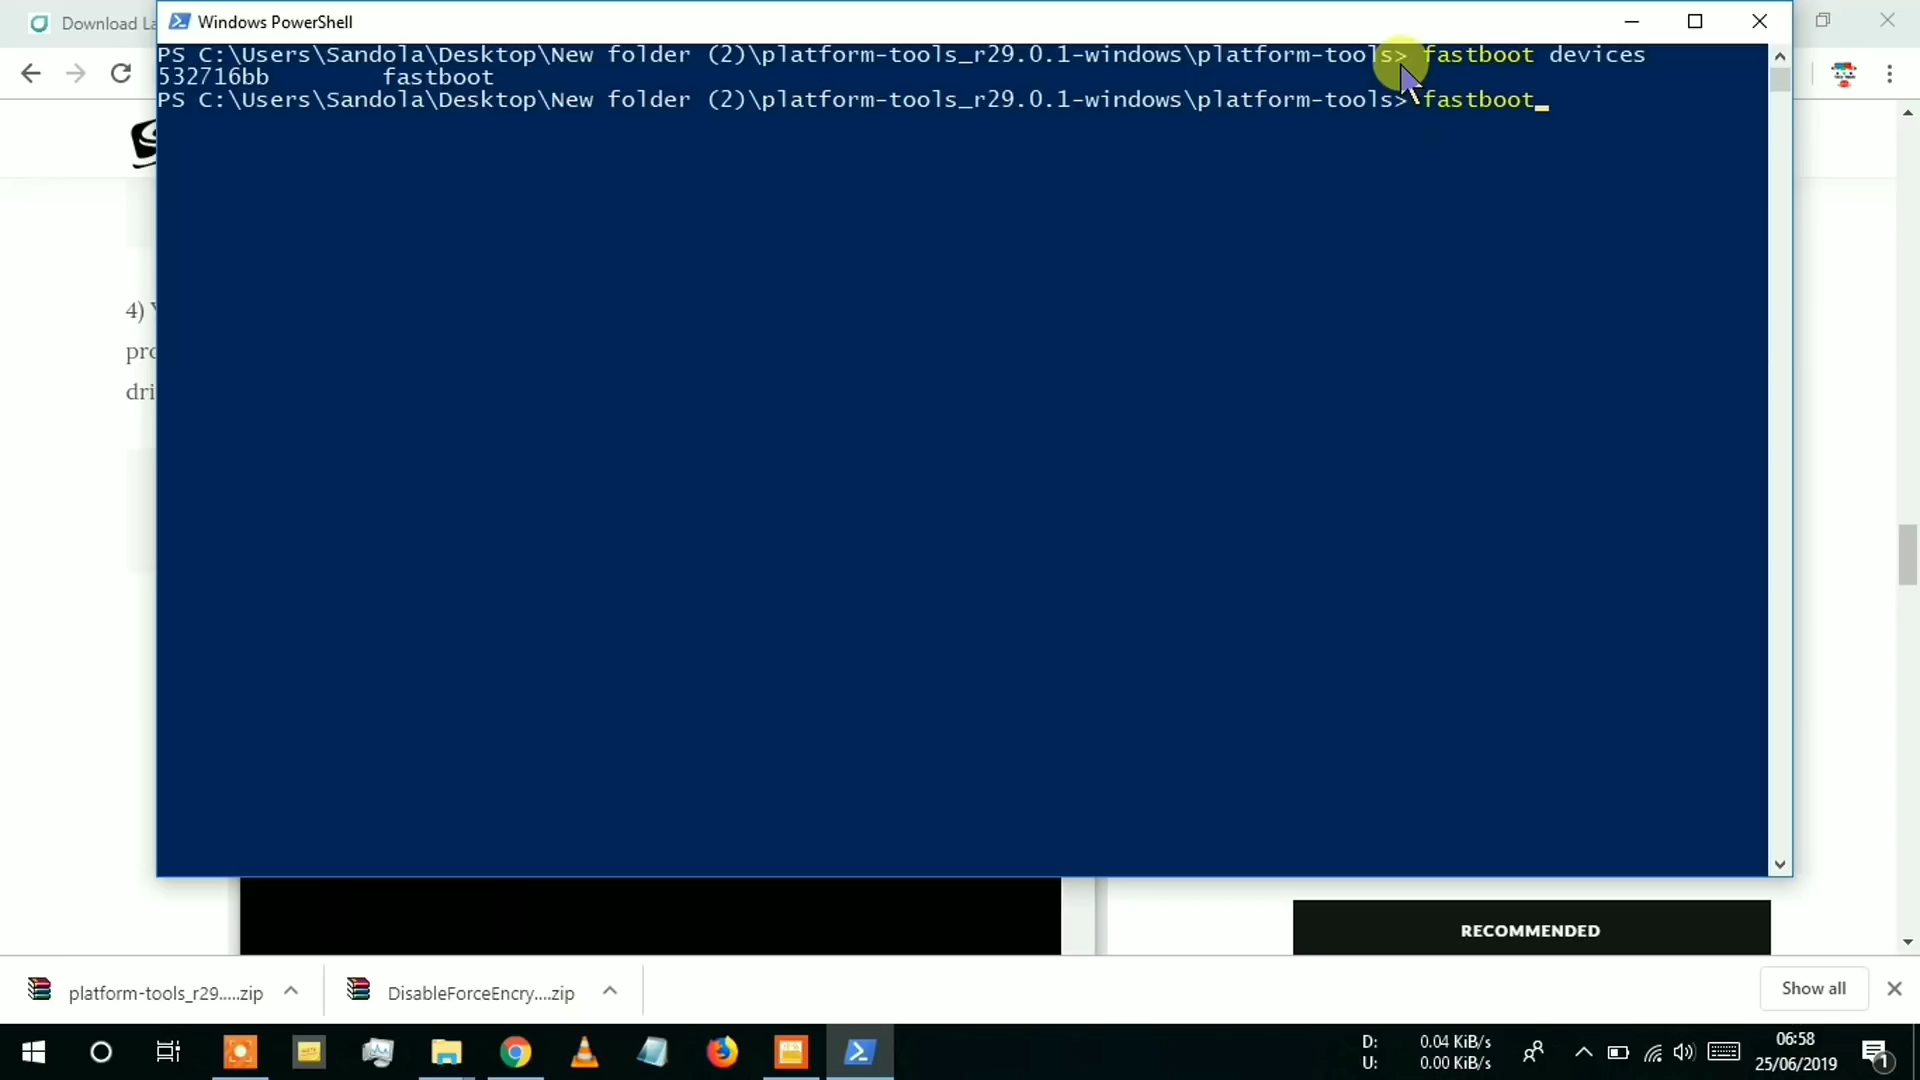 Download La
Windows PowerShell
PS C:\Users\Sandola\Desktop\New folder (2)\platform-tools_r29.0.1-windows\platform-tools> fastboot devices
532716bb        fastboot
PS C:\Users\Sandola\Desktop\New folder (2)\platform-tools_r29.0.1-windows\platform-tools> fastboot_
4)
pro
dri
RECOMMENDED
platform-tools_r29.....zip
DisableForceEncry....zip
Show all
D: 0.04 KiB/s
U: 0.00 KiB/s
06:58
25/06/2019
1